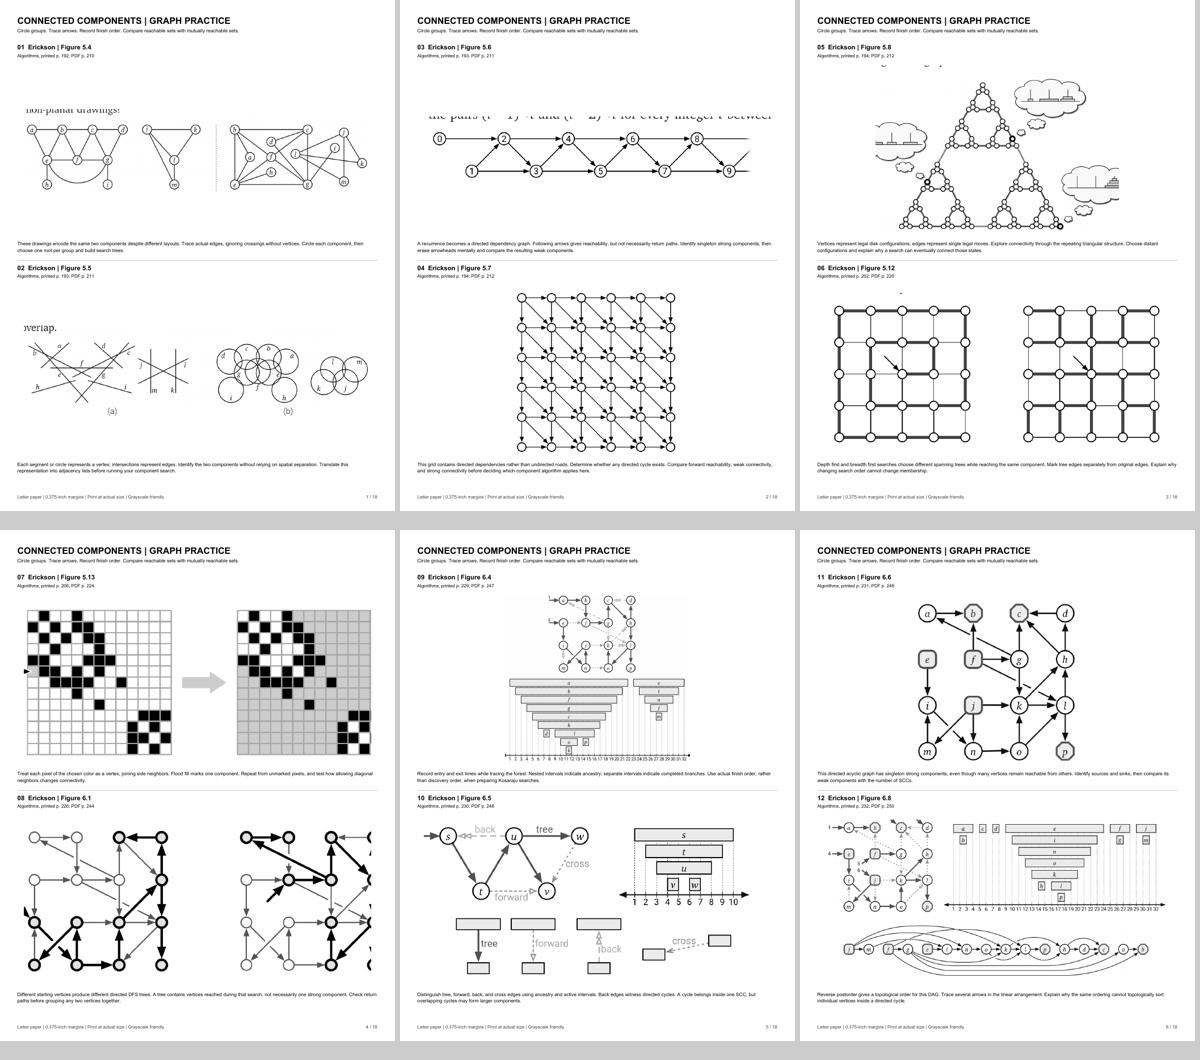 CONNECTED COMPONENTS | GRAPH PRACTICE
Circle groups. Trace arrows. Record finish order. Compare reachable sets with mutually reachable sets.
01 Erickson | Figure 5.4
Algorithms, printed p. 192; PDF p. 210
non-planar drawings!
These drawings encode the same two components despite different layouts. Trace actual edges, ignoring crossings without vertices. Circle each component, then
choose one root per group and build search trees.
02 Erickson | Figure 5.5
Algorithms, printed p. 193; PDF p. 211
overlap.
(a) (b)
Each segment or circle represents a vertex; intersections represent edges. Identify the two components without relying on spatial separation. Translate this
representation into adjacency lists before running your component search.
Letter paper | 0.375-inch margins | Print at actual size | Grayscale friendly 1 / 18
CONNECTED COMPONENTS | GRAPH PRACTICE
Circle groups. Trace arrows. Record finish order. Compare reachable sets with mutually reachable sets.
03 Erickson | Figure 5.6
Algorithms, printed p. 193; PDF p. 211
0 2 4 6 8
1 3 5 7 9
A recurrence becomes a directed dependency graph. Following arrows gives reachability, but not necessarily return paths. Identify singleton strong components, then
erase arrowheads mentally and compare the resulting weak components.
04 Erickson | Figure 5.7
Algorithms, printed p. 194; PDF p. 212
This grid contains directed dependencies rather than undirected roads. Determine whether any directed cycle exists. Compare forward reachability, weak connectivity,
and strong connectivity before deciding which component algorithm applies here.
Letter paper | 0.375-inch margins | Print at actual size | Grayscale friendly 2 / 18
CONNECTED COMPONENTS | GRAPH PRACTICE
Circle groups. Trace arrows. Record finish order. Compare reachable sets with mutually reachable sets.
05 Erickson | Figure 5.8
Algorithms, printed p. 194; PDF p. 212
Vertices represent legal disk configurations; edges represent single legal moves. Explore connectivity through the repeating triangular structure. Choose distant
configurations and explain why a search can eventually connect those states.
06 Erickson | Figure 5.12
Algorithms, printed p. 202; PDF p. 220
Depth first and breadth first searches choose different spanning trees while reaching the same component. Mark tree edges separately from original edges. Explain why
changing search order cannot change membership.
Letter paper | 0.375-inch margins | Print at actual size | Grayscale friendly 3 / 18
CONNECTED COMPONENTS | GRAPH PRACTICE
Circle groups. Trace arrows. Record finish order. Compare reachable sets with mutually reachable sets.
07 Erickson | Figure 5.13
Algorithms, printed p. 206; PDF p. 224
Treat each pixel of the chosen color as a vertex, joining side neighbors. Flood fill marks one component. Repeat from unmarked pixels, and test how allowing diagonal
neighbors changes connectivity.
08 Erickson | Figure 6.1
Algorithms, printed p. 226; PDF p. 244
Different starting vertices produce different directed DFS trees. A tree contains vertices reached during that search, not necessarily one strong component. Check return
paths before grouping any two vertices together.
Letter paper | 0.375-inch margins | Print at actual size | Grayscale friendly 4 / 18
CONNECTED COMPONENTS | GRAPH PRACTICE
Circle groups. Trace arrows. Record finish order. Compare reachable sets with mutually reachable sets.
09 Erickson | Figure 6.4
Algorithms, printed p. 229; PDF p. 247
Record entry and exit times while tracing the forest. Nested intervals indicate ancestry; separate intervals indicate completed branches. Use actual finish order, rather
than discovery order, when preparing Kosaraju searches.
10 Erickson | Figure 6.5
Algorithms, printed p. 230; PDF p. 248
s back u tree w
cross
t forward v
s
t
u
v w
1 2 3 4 5 6 7 8 9 10
tree forward back cross
Distinguish tree, forward, back, and cross edges using ancestry and active intervals. Back edges witness directed cycles. A cycle belongs inside one SCC, but
overlapping cycles may form larger components.
Letter paper | 0.375-inch margins | Print at actual size | Grayscale friendly 5 / 18
CONNECTED COMPONENTS | GRAPH PRACTICE
Circle groups. Trace arrows. Record finish order. Compare reachable sets with mutually reachable sets.
11 Erickson | Figure 6.6
Algorithms, printed p. 231; PDF p. 249
a b c d
e f g h
i j k l
m n o p
This directed acyclic graph has singleton strong components, even though many vertices remain reachable from others. Identify sources and sinks, then compare its
weak components with the number of SCCs.
12 Erickson | Figure 6.8
Algorithms, printed p. 232; PDF p. 250
Reverse postorder gives a topological order for this DAG. Trace several arrows in the linear arrangement. Explain why the same ordering cannot topologically sort
individual vertices inside a directed cycle.
Letter paper | 0.375-inch margins | Print at actual size | Grayscale friendly 6 / 18